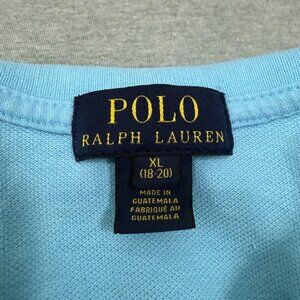 POLO
RALPH LAUREN
XL
(18-20)
MADE IN
GUATEMALA
FABRIQUÉ AU
GUATEMALA